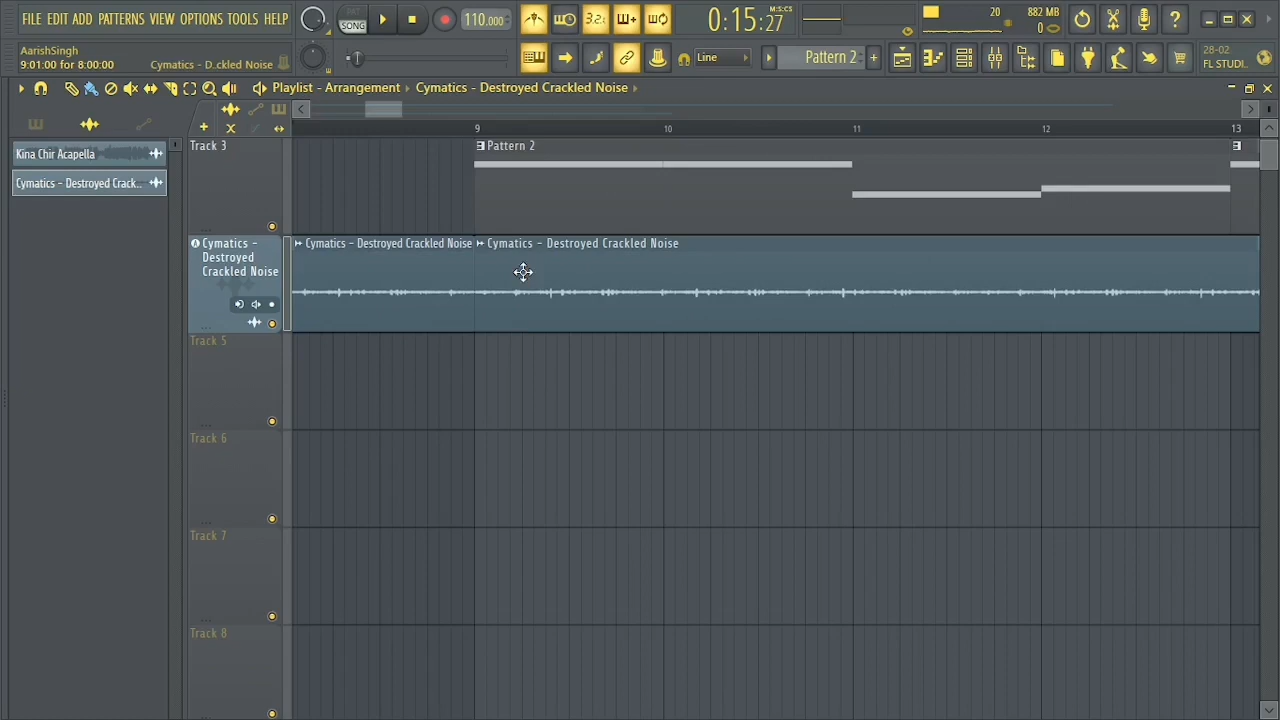 FILE EDIT ADD PATTERNS VIEW OPTIONS TOOLS HELP
PAT
SONG
110.000
3.2.
0:15:27
M:S:CS
20
882 MB
0
AarishSingh
9:01:00 for 8:00:00
Cymatics - D..ckled Noise
Line
Pattern 2
28-02
FL STUDI..
Playlist - Arrangement
Cymatics - Destroyed Crackled Noise
9
10
11
12
13
Kina Chir Acapella
Cymatics - Destroyed Crack..
Track 3
Pattern 2
Cymatics -
Destroyed
Crackled Noise
Cymatics - Destroyed Crackled Noise
Cymatics - Destroyed Crackled Noise
Track 5
Track 6
Track 7
Track 8